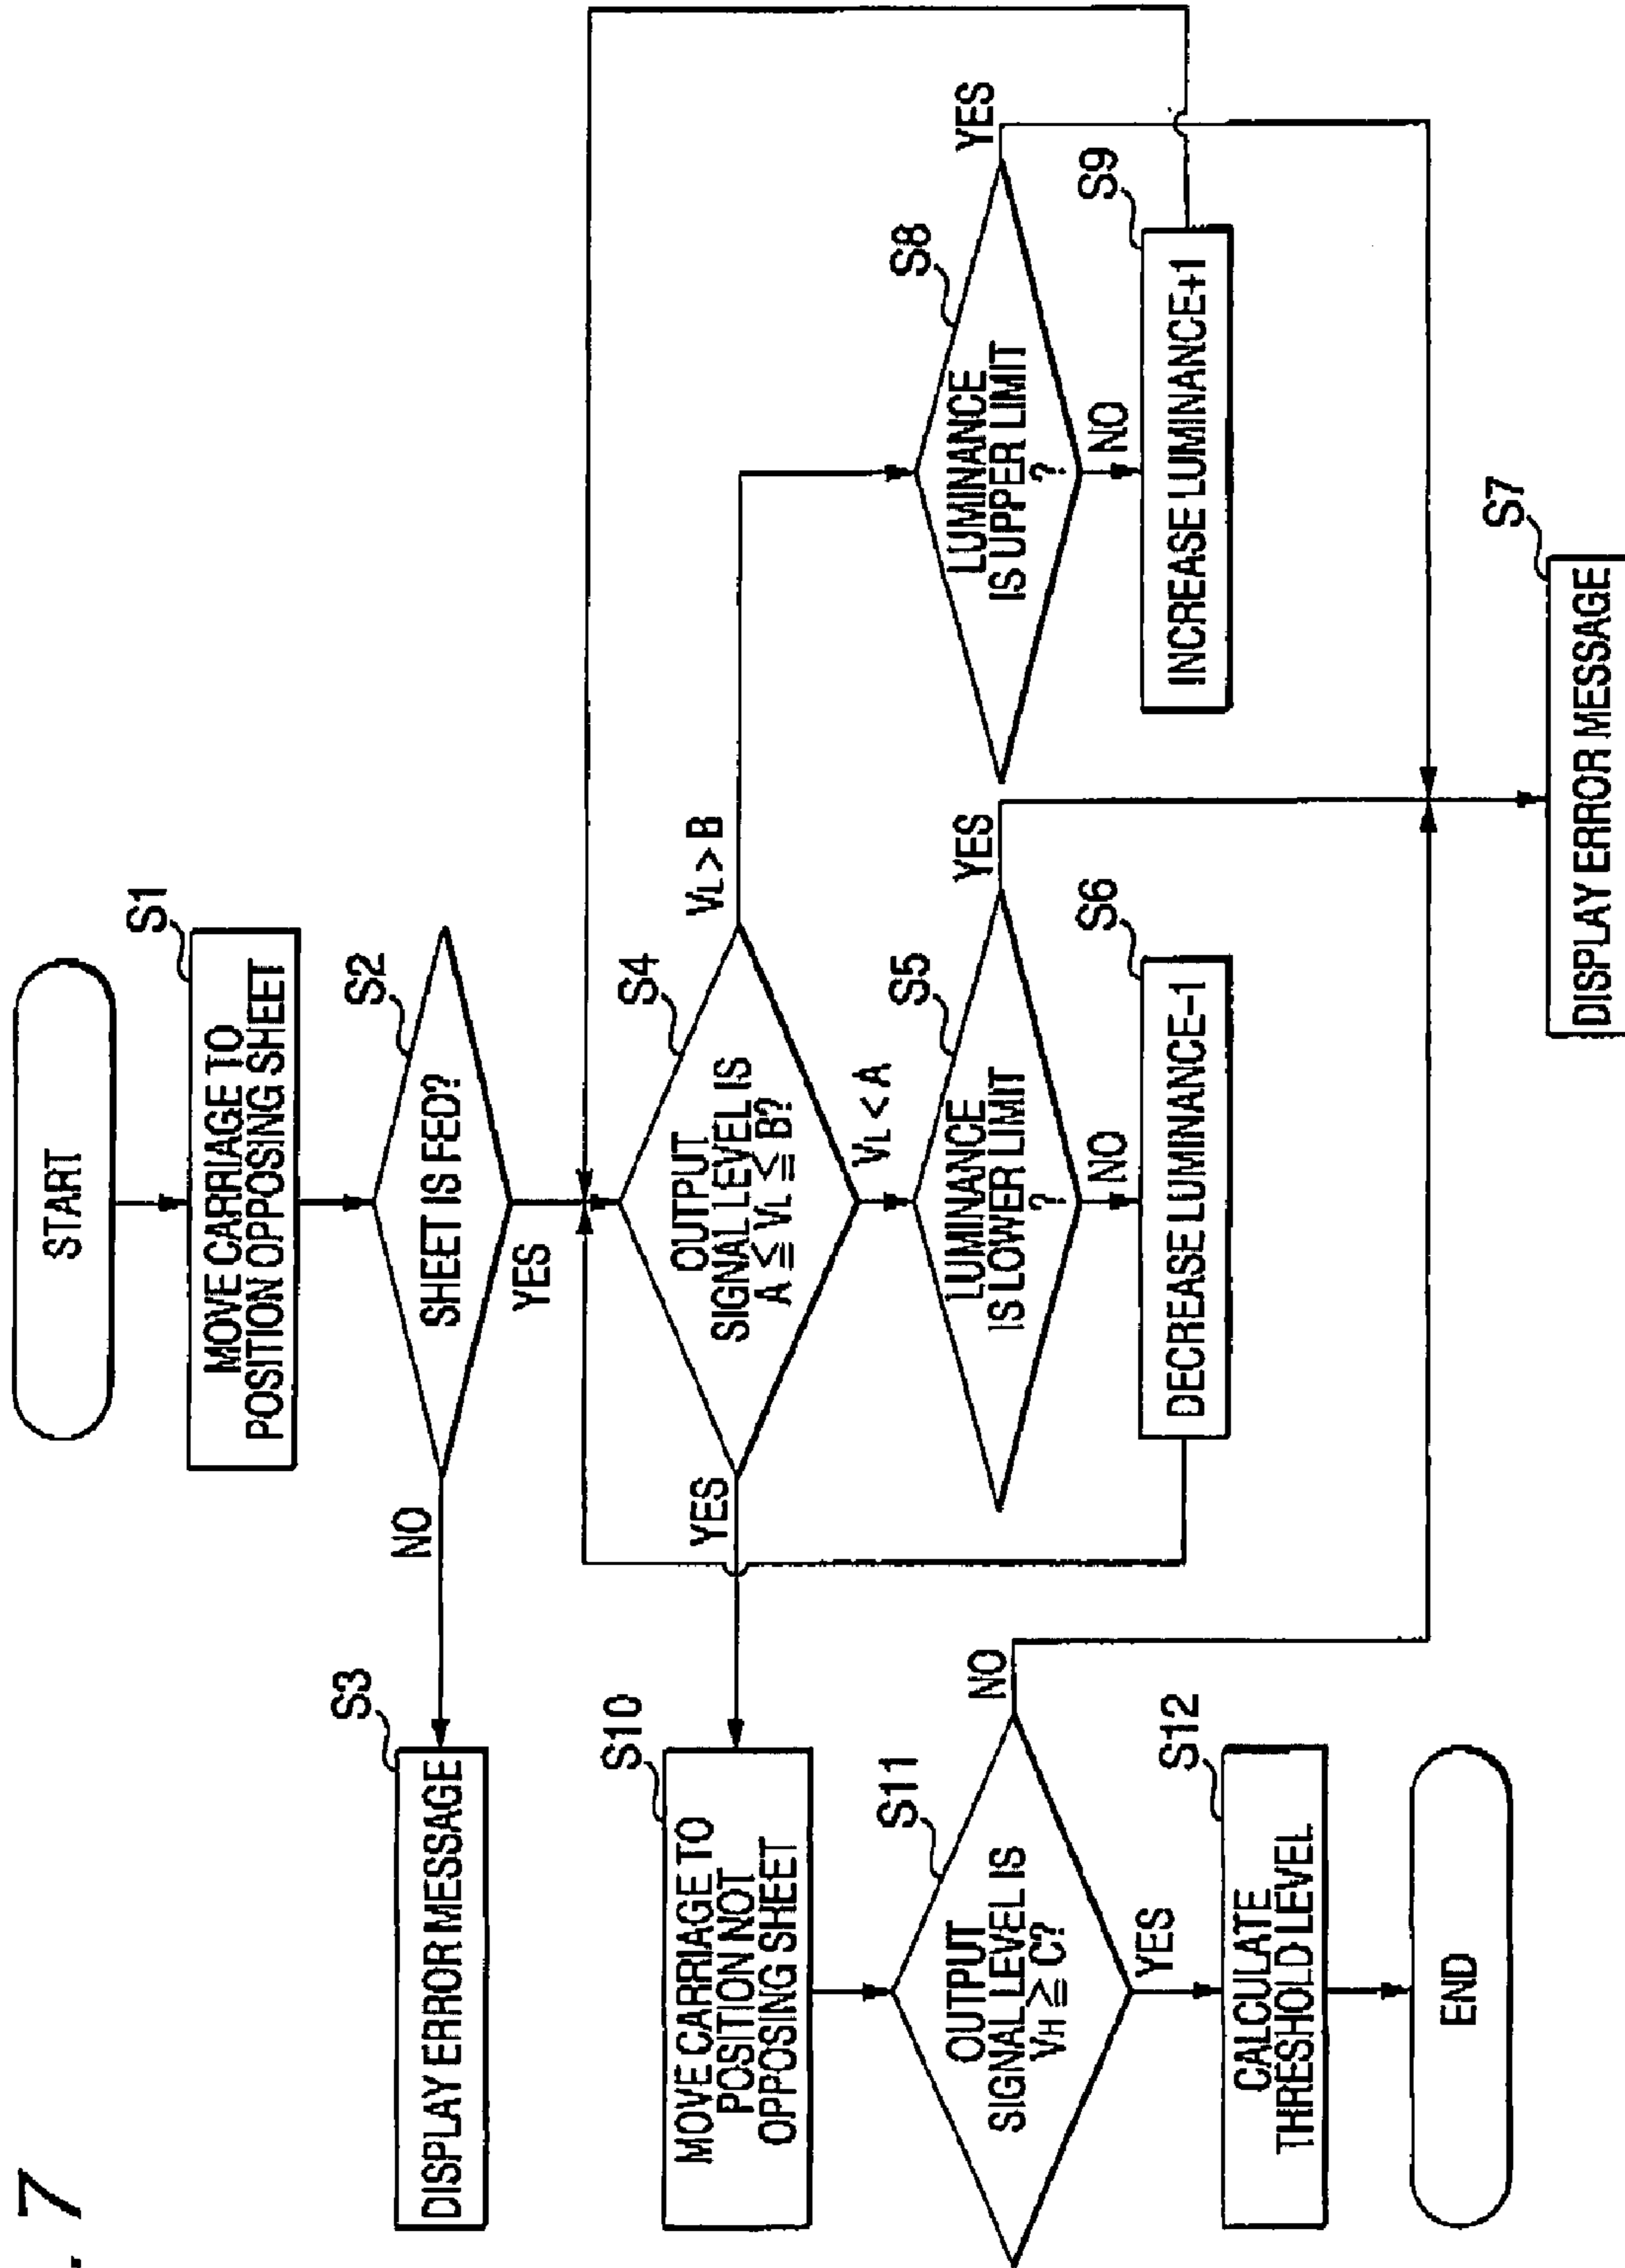 . 7
START
S1
MOVE CARRIAGE TO
POSITION OPPOSING SHEET
S2
SHEET IS FED?
NO
YES
S3
DISPLAY ERROR MESSAGE
S4
OUTPUT
SIGNAL LEVEL IS
A ≦ VL ≦ B?
YES
VL > B
VL < A
S10
MOVE CARRIAGE TO
POSITION NOT
OPPOSING SHEET
S5
LUMINANCE
IS LOWER LIMIT
?
YES
NO
S8
LUMINANCE
IS UPPER LIMIT
?
YES
NO
S11
OUTPUT
SIGNAL LEVEL IS
VH ≧ C?
NO
YES
S6
DECREASE LUMINANCE-1
S9
INCREASE LUMINANCE+1
S12
CALCULATE
THRESHOLD LEVEL
END
S7
DISPLAY ERROR MESSAGE